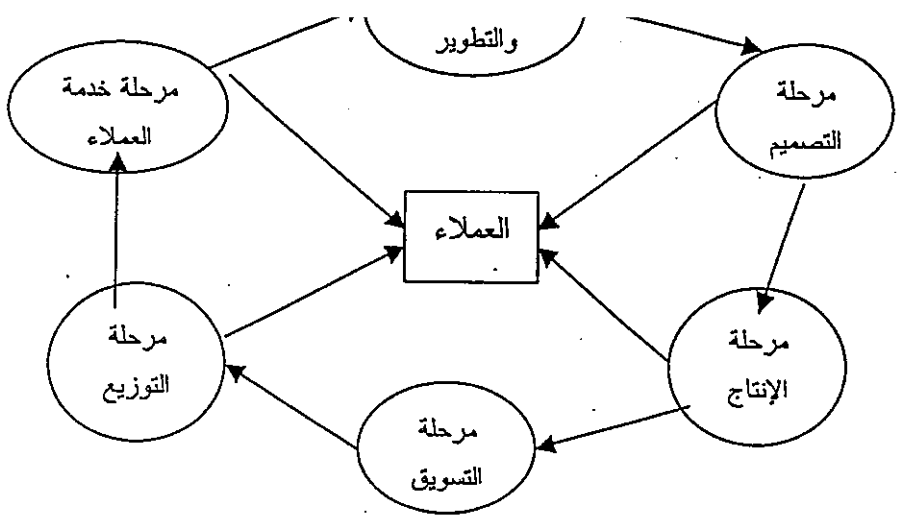 والتطوير
مرحلة
التصميم
مرحلة خدمة
العملاء
العملاء
مرحلة
الإنتاج
مرحلة
التوزيع
مرحلة
التسويق